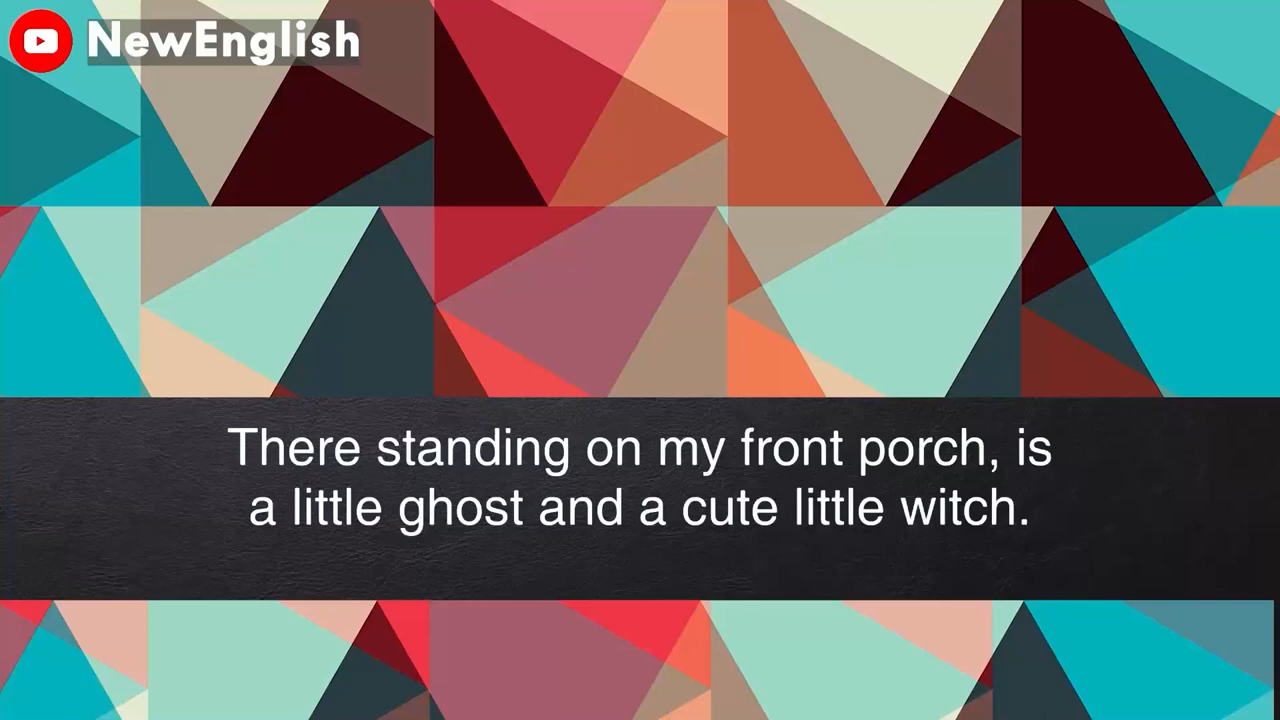 NewEnglish
There standing on my front porch, is
a little ghost and a cute little witch.